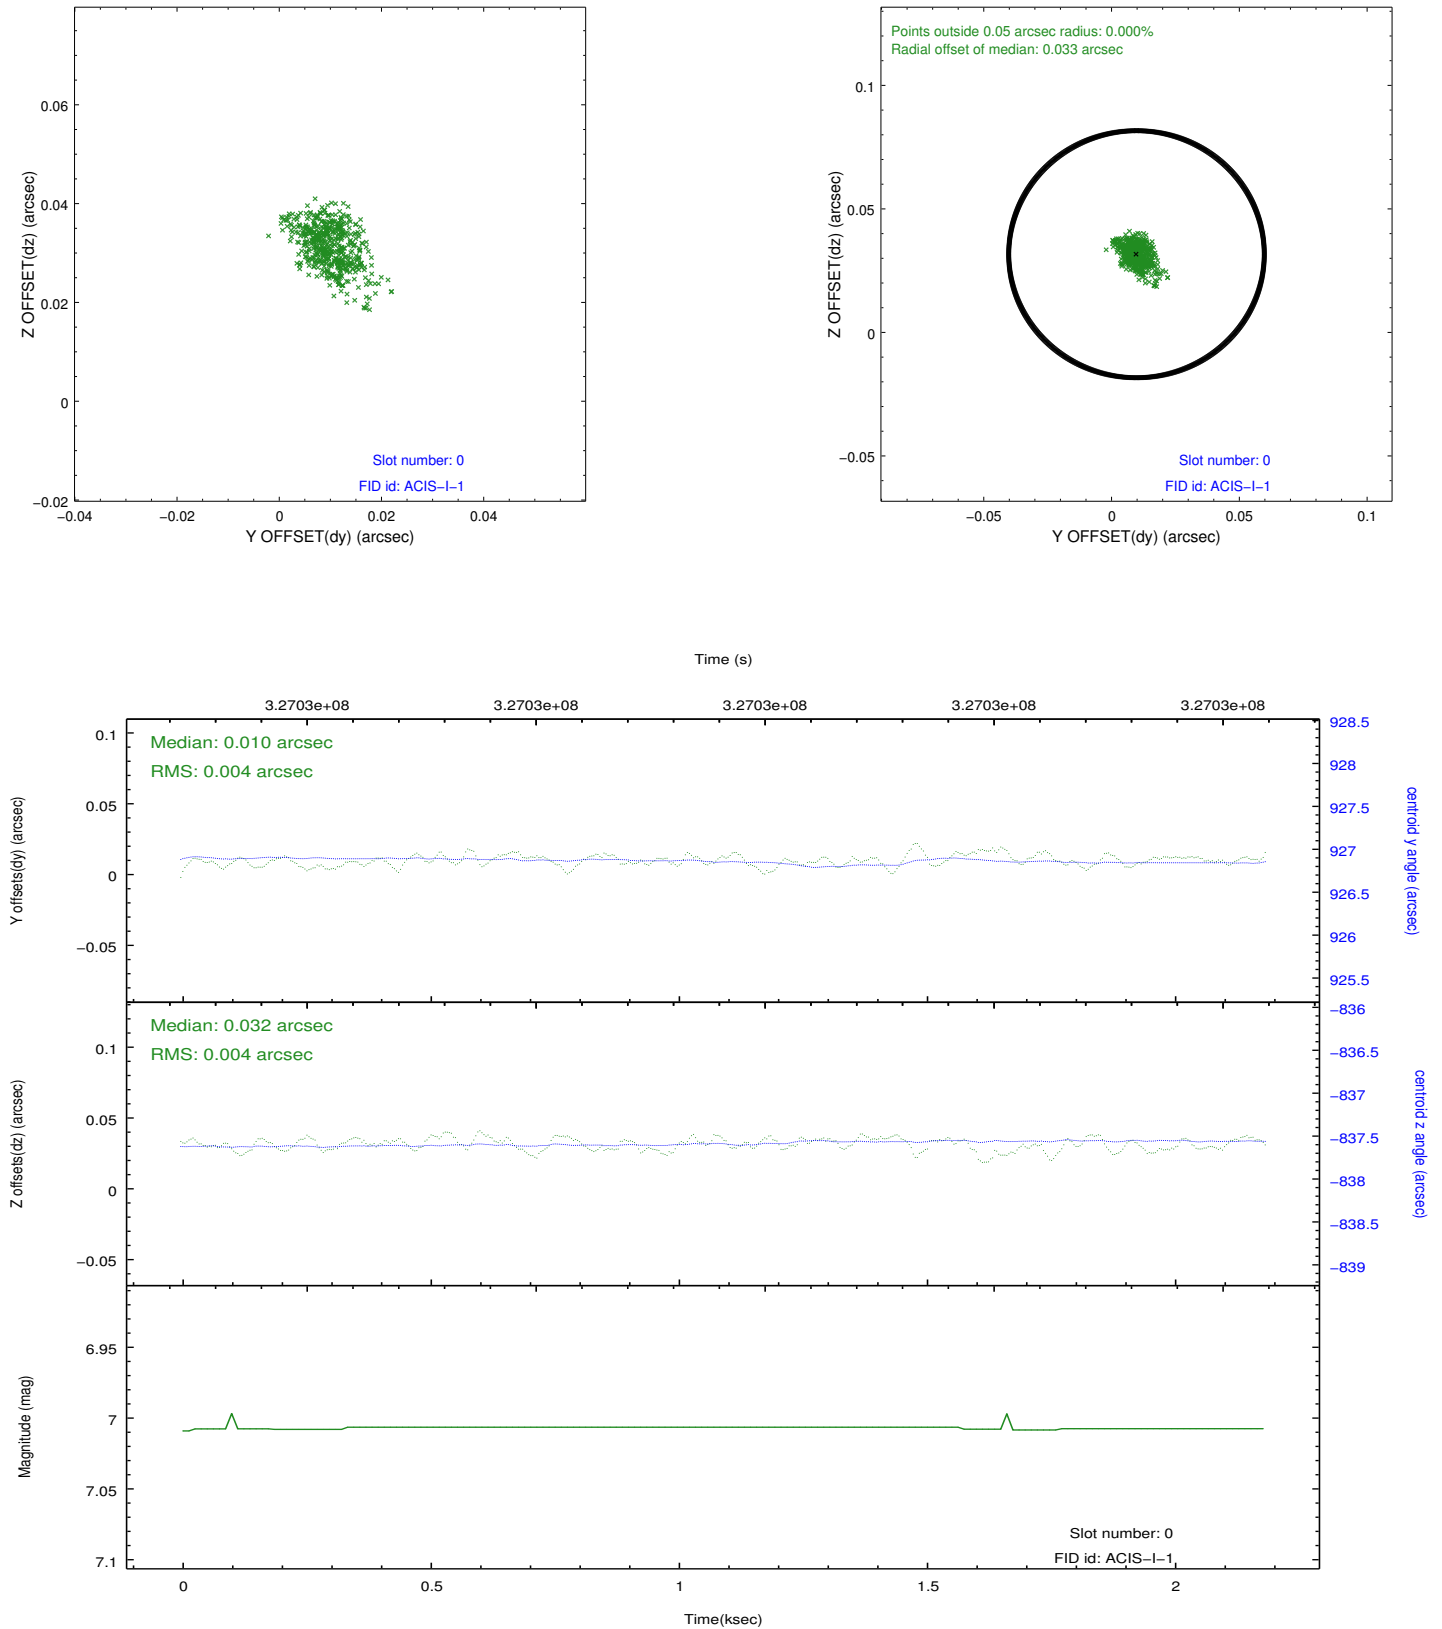 0.06
0.04
0.02
0
−0.02
−0.04
−0.02
0
0.02
0.04
Z OFFSET(dz) (arcsec)
Y OFFSET(dy) (arcsec)
Slot number: 0
FID id: ACIS−I−1
Points outside 0.05 arcsec radius: 0.000%
Radial offset of median: 0.033 arcsec
0.1
0.05
0
−0.05
−0.05
0
0.05
0.1
Z OFFSET(dz) (arcsec)
Y OFFSET(dy) (arcsec)
Slot number: 0
FID id: ACIS−I−1
Time (s)
3.2703e+08
3.2703e+08
3.2703e+08
3.2703e+08
3.2703e+08
Median: 0.010 arcsec
RMS: 0.004 arcsec
0.1
0.05
0
−0.05
Y offsets(dy) (arcsec)
928.5
928
927.5
927
926.5
926
925.5
centroid y angle (arcsec)
Median: 0.032 arcsec
RMS: 0.004 arcsec
0.1
0.05
0
−0.05
Z offsets(dz) (arcsec)
−836
−836.5
−837
−837.5
−838
−838.5
−839
centroid z angle (arcsec)
6.95
7
7.05
7.1
Magnitude (mag)
Slot number: 0
FID id: ACIS−I−1
0
0.5
1
1.5
2
Time(ksec)